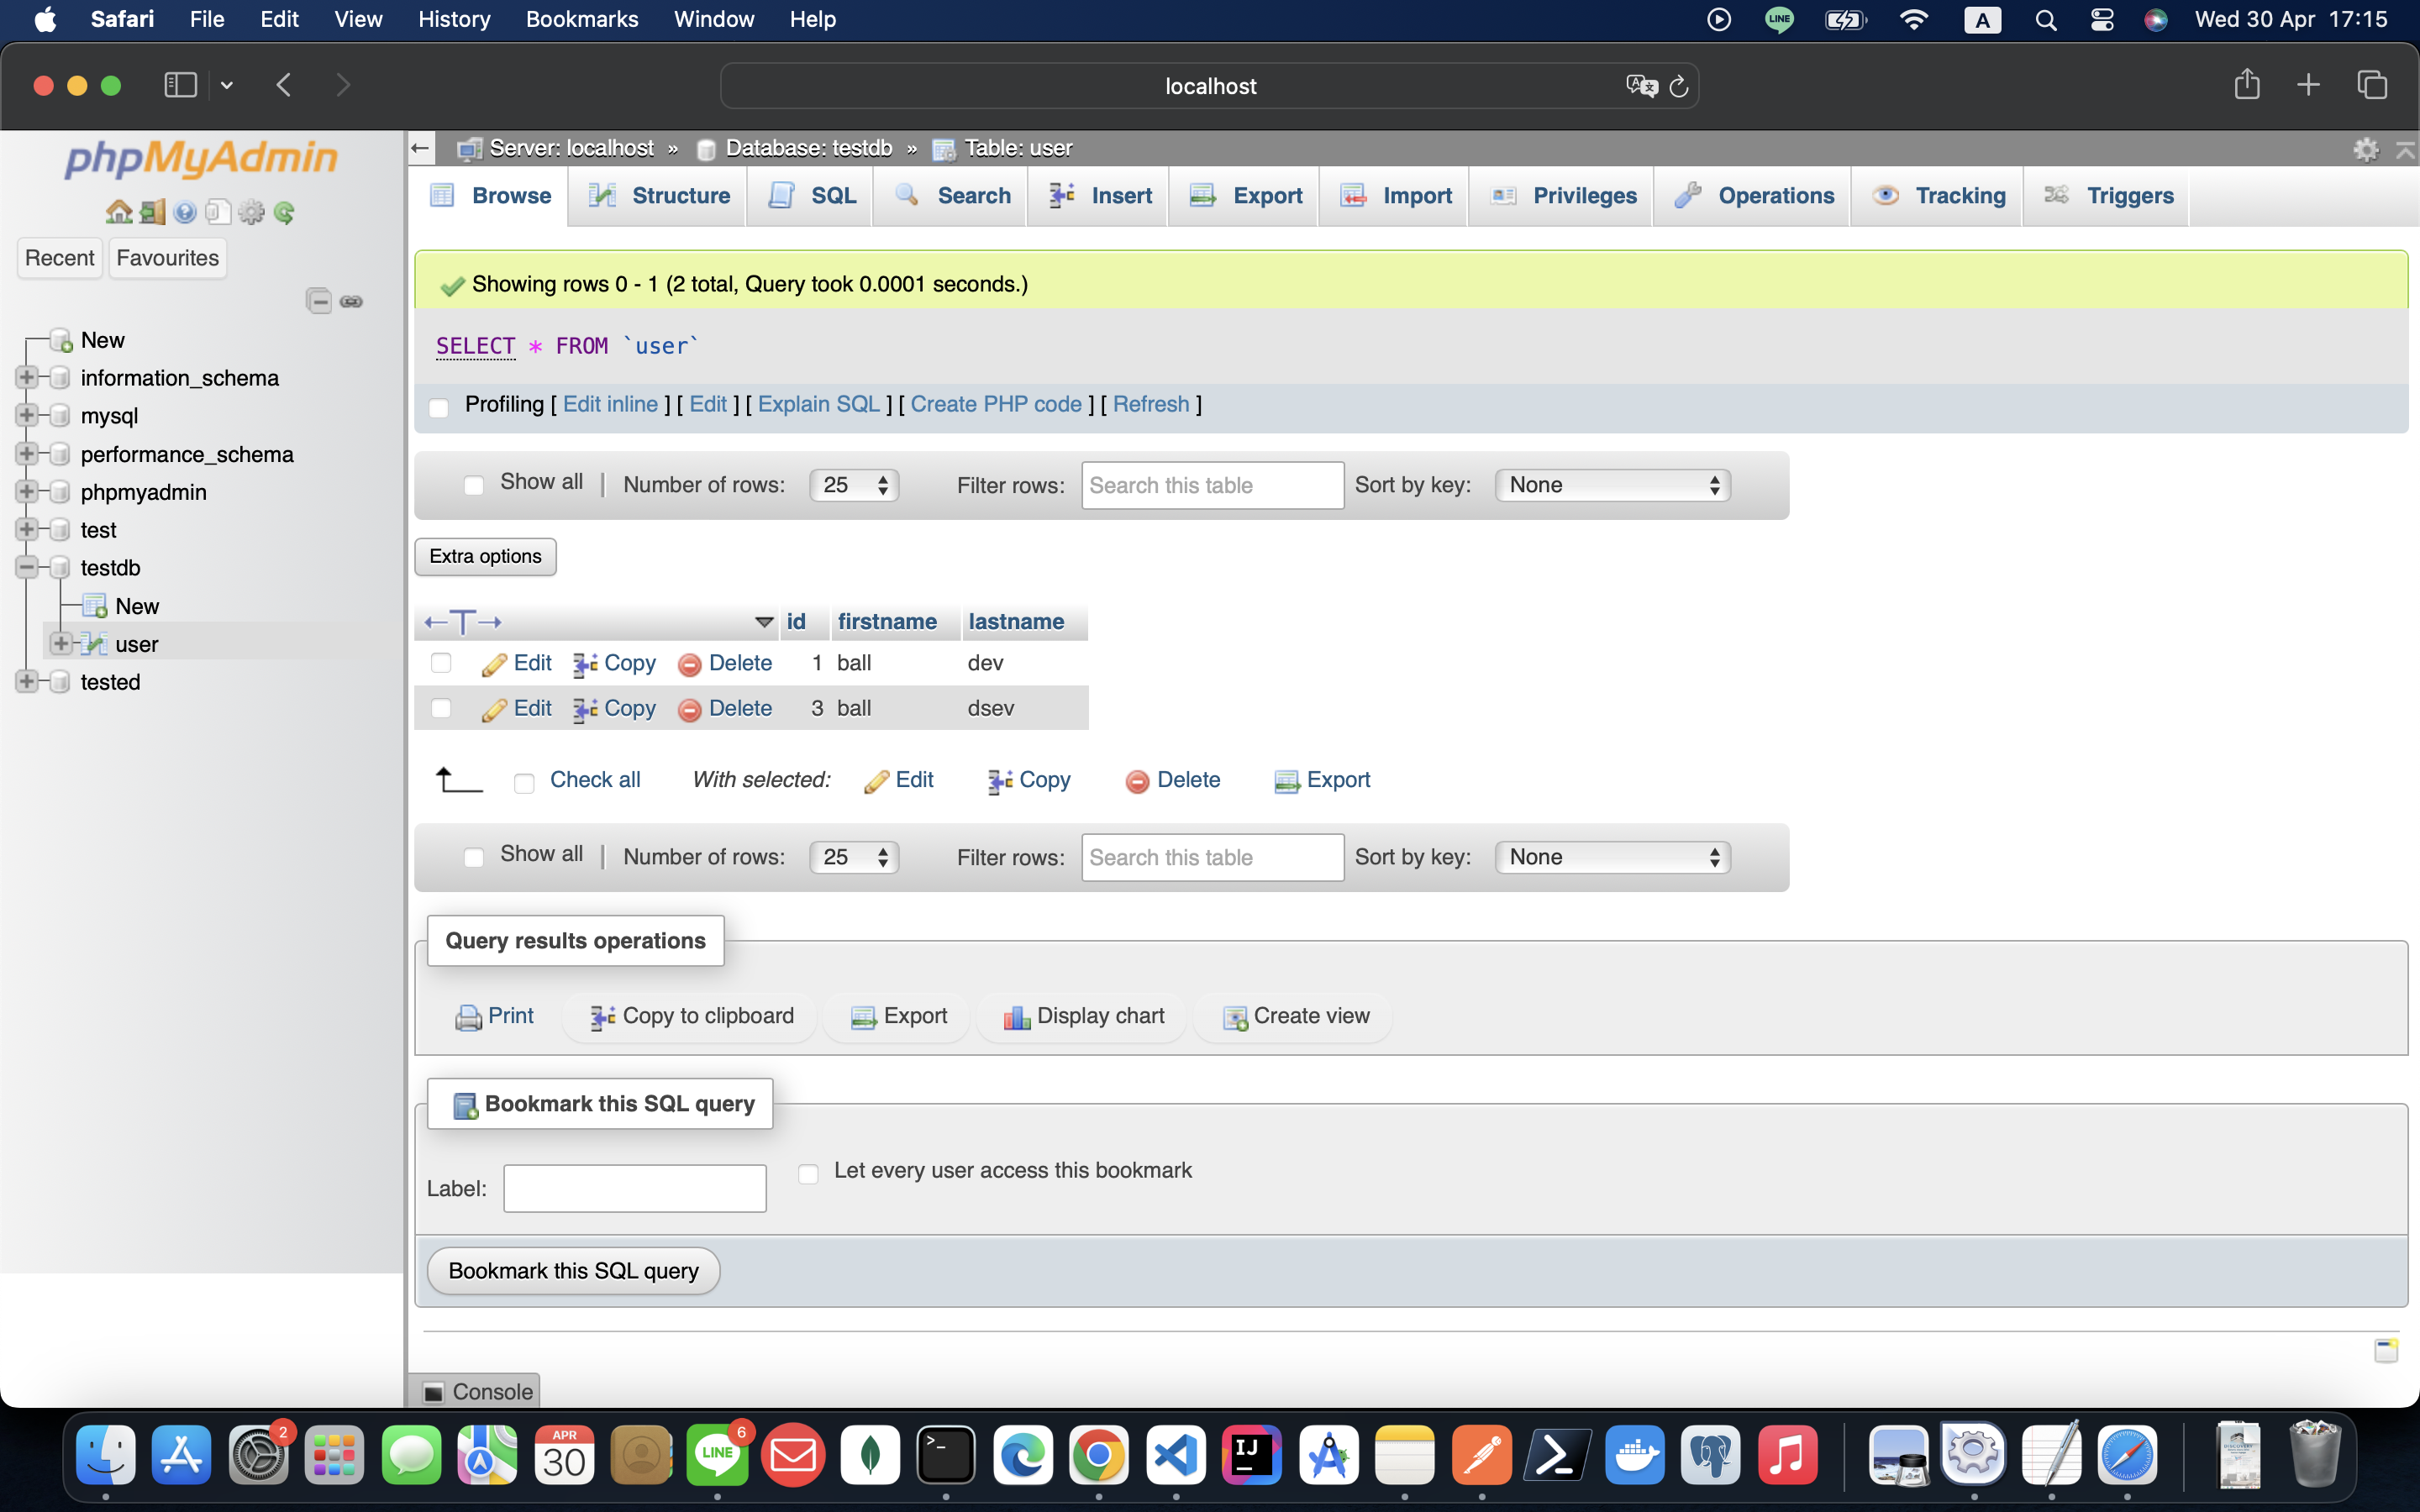 Safari File Edit View History Bookmarks Window Help LINE A Wed 30 Apr 17:15
localhost
phpMyAdmin
Recent Favourites
New
information_schema
mysql
performance_schema
phpmyadmin
test
testdb
New
user
tested
Server: localhost » Database: testdb » Table: user
Browse Structure SQL Search Insert Export Import Privileges Operations Tracking Triggers
Showing rows 0 - 1 (2 total, Query took 0.0001 seconds.)
SELECT * FROM `user`
Profiling [ Edit inline ] [ Edit ] [ Explain SQL ] [ Create PHP code ] [ Refresh ]
Show all | Number of rows: 25 Filter rows: Search this table Sort by key: None
Extra options
←T→ id firstname lastname
Edit Copy Delete 1 ball dev
Edit Copy Delete 3 ball dsev
Check all With selected: Edit Copy Delete Export
Show all | Number of rows: 25 Filter rows: Search this table Sort by key: None
Query results operations
Print Copy to clipboard Export Display chart Create view
Bookmark this SQL query
Label: Let every user access this bookmark
Bookmark this SQL query
Console
2 APR 30 LINE 6 >_ IJ